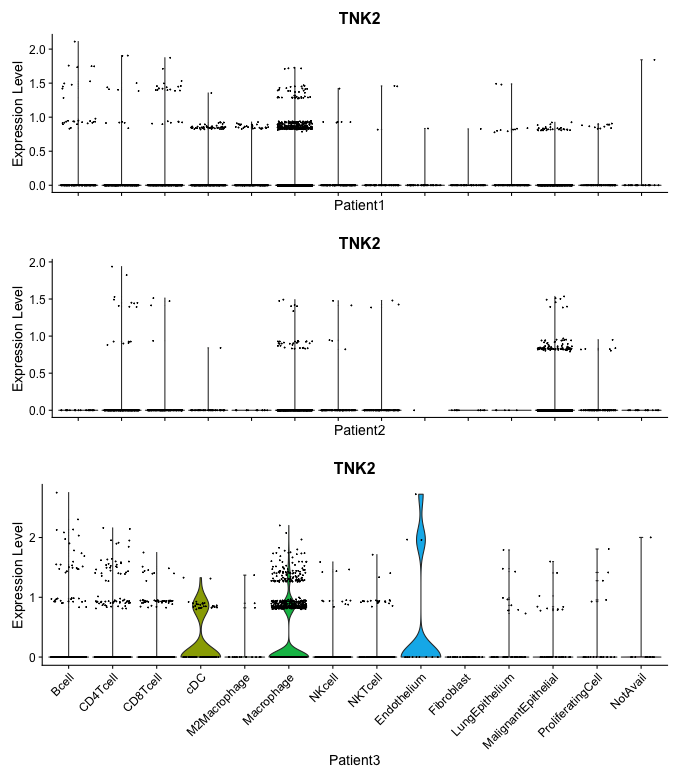 TNK2
Expression Level
2.0
1.5
1.0
0.5
0.0
Patient1
TNK2
Expression Level
2.0
1.5
1.0
0.5
0.0
Patient2
TNK2
Expression Level
2
1
0
Bcell
CD4Tcell
CD8Tcell
cDC
M2Macrophage
Macrophage
NKcell
NKTcell
Endothelium
Fibroblast
LungEpithelium
MalignantEpithelial
ProliferatingCell
NotAvail
Patient3